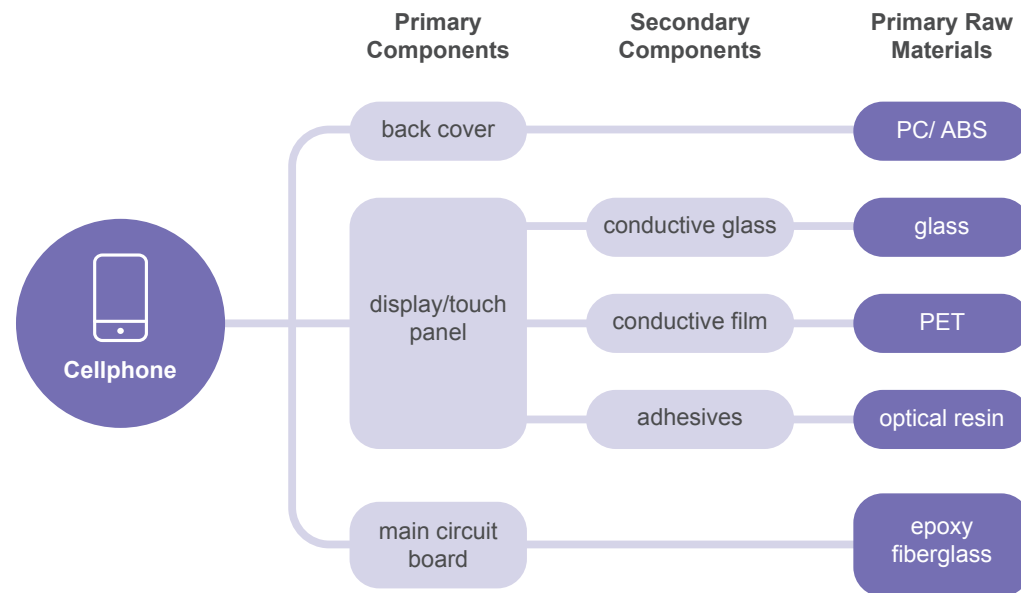 Primary
Components
Secondary
Components
Primary Raw
Materials
back cover
PC/ ABS
conductive glass
glass
display/touch
panel
conductive film
PET
Cellphone
adhesives
optical resin
main circuit
board
epoxy
fiberglass